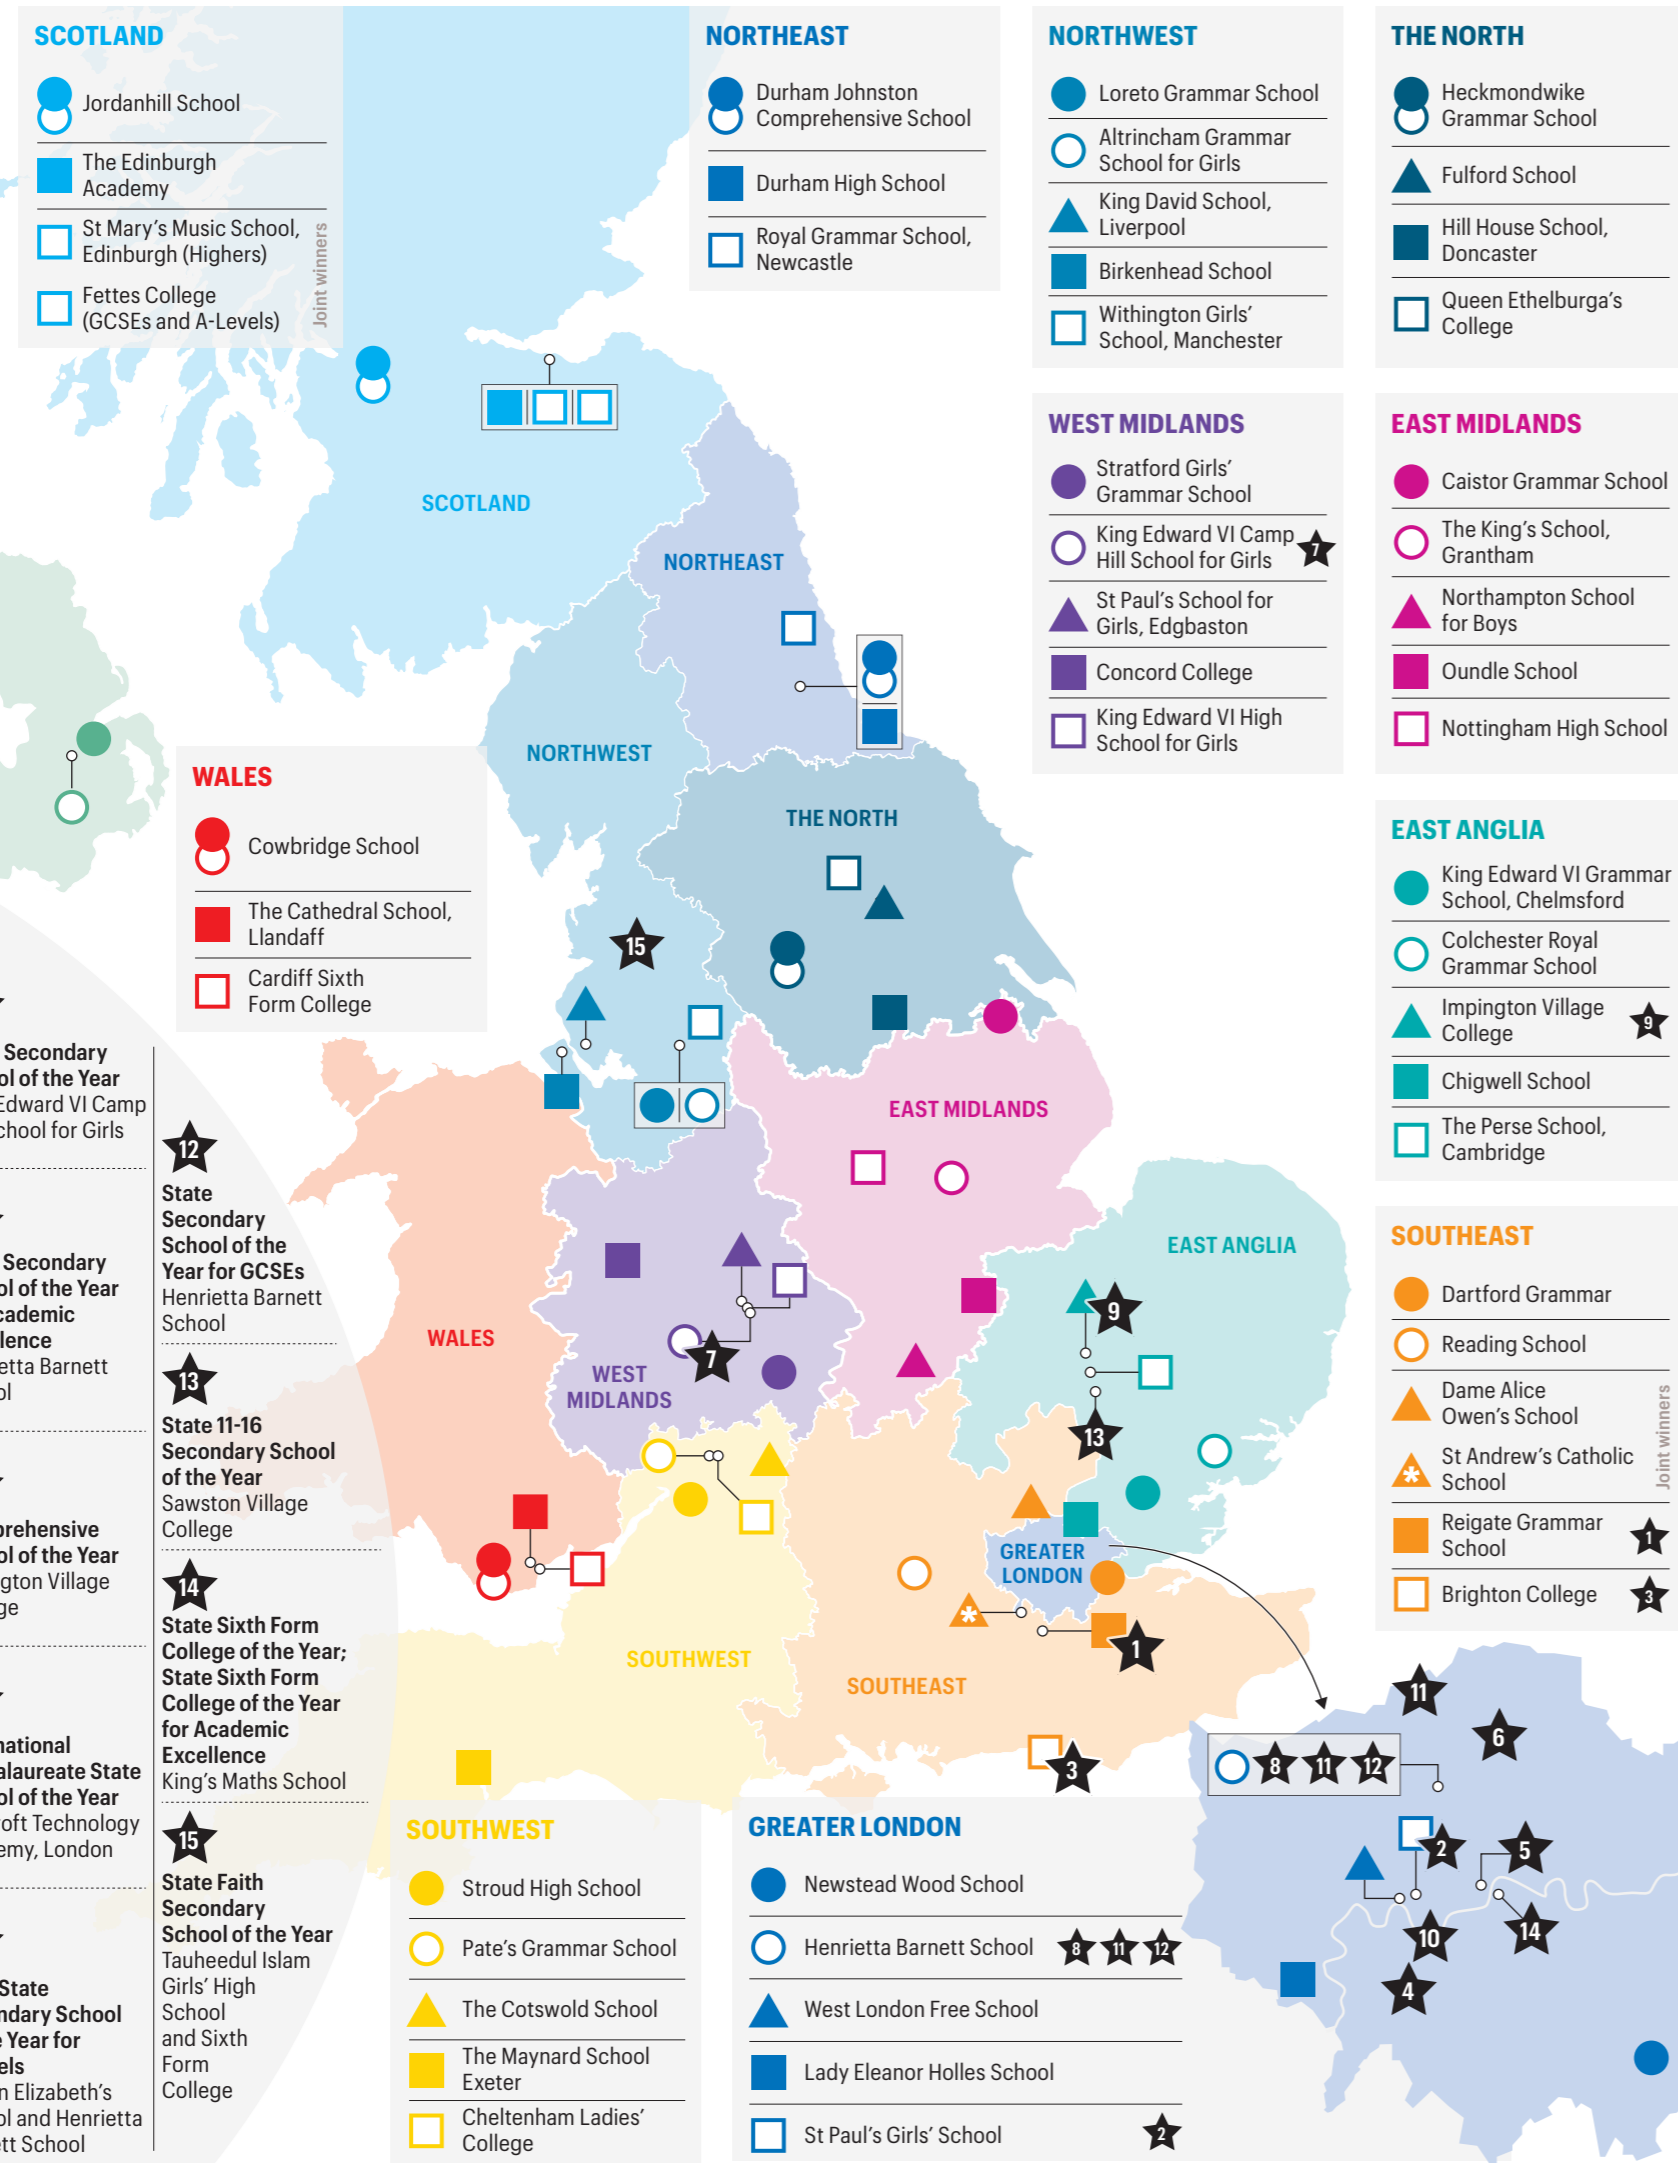 SCOTLAND
Jordanhill School
The Edinburgh
Academy
St Mary's Music School,
Edinburgh (Highers)
Fettes College
(GCSEs and A-Levels)
Joint winners
NORTHEAST
Durham Johnston
Comprehensive School
Durham High School
Royal Grammar School,
Newcastle
NORTHWEST
Loreto Grammar School
Altrincham Grammar
School for Girls
King David School,
Liverpool
Birkenhead School
Withington Girls'
School, Manchester
THE NORTH
Heckmondwike
Grammar School
Fulford School
Hill House School,
Doncaster
Queen Ethelburga's
College
WEST MIDLANDS
Stratford Girls'
Grammar School
King Edward VI Camp
Hill School for Girls
7
St Paul's School for
Girls, Edgbaston
Concord College
King Edward VI High
School for Girls
EAST MIDLANDS
Caistor Grammar School
The King's School,
Grantham
Northampton School
for Boys
Oundle School
Nottingham High School
SCOTLAND
NORTHEAST
NORTHWEST
THE NORTH
15
EAST MIDLANDS
EAST ANGLIA
9
WALES
WEST
MIDLANDS
7
13
GREATER
LONDON
SOUTHWEST
SOUTHEAST
1
3
WALES
Cowbridge School
The Cathedral School,
Llandaff
Cardiff Sixth
Form College
EAST ANGLIA
King Edward VI Grammar
School, Chelmsford
Colchester Royal
Grammar School
Impington Village
College
9
Chigwell School
The Perse School,
Cambridge
SOUTHEAST
Dartford Grammar
Reading School
Dame Alice
Owen's School
St Andrew's Catholic
School
*
Joint winners
Reigate Grammar
School
1
Brighton College
3
*
Secondary
ol of the Year
Edward VI Camp
chool for Girls
Secondary
ol of the Year
cademic
lence
etta Barnett
ol
prehensive
ol of the Year
gton Village
ge
national
alaureate State
ol of the Year
roft Technology
emy, London
State
ndary School
e Year for
els
n Elizabeth's
ol and Henrietta
ett School
12
State
Secondary
School of the
Year for GCSEs
Henrietta Barnett
School
13
State 11-16
Secondary School
of the Year
Sawston Village
College
14
State Sixth Form
College of the Year;
State Sixth Form
College of the Year
for Academic
Excellence
King's Maths School
15
State Faith
Secondary
School of the Year
Tauheedul Islam
Girls' High
School
and Sixth
Form
College
SOUTHWEST
Stroud High School
Pate's Grammar School
The Cotswold School
The Maynard School
Exeter
Cheltenham Ladies'
College
GREATER LONDON
Newstead Wood School
Henrietta Barnett School
8 11 12
West London Free School
Lady Eleanor Holles School
St Paul's Girls' School
2
11
6
8 11 12
2
5
10
14
4